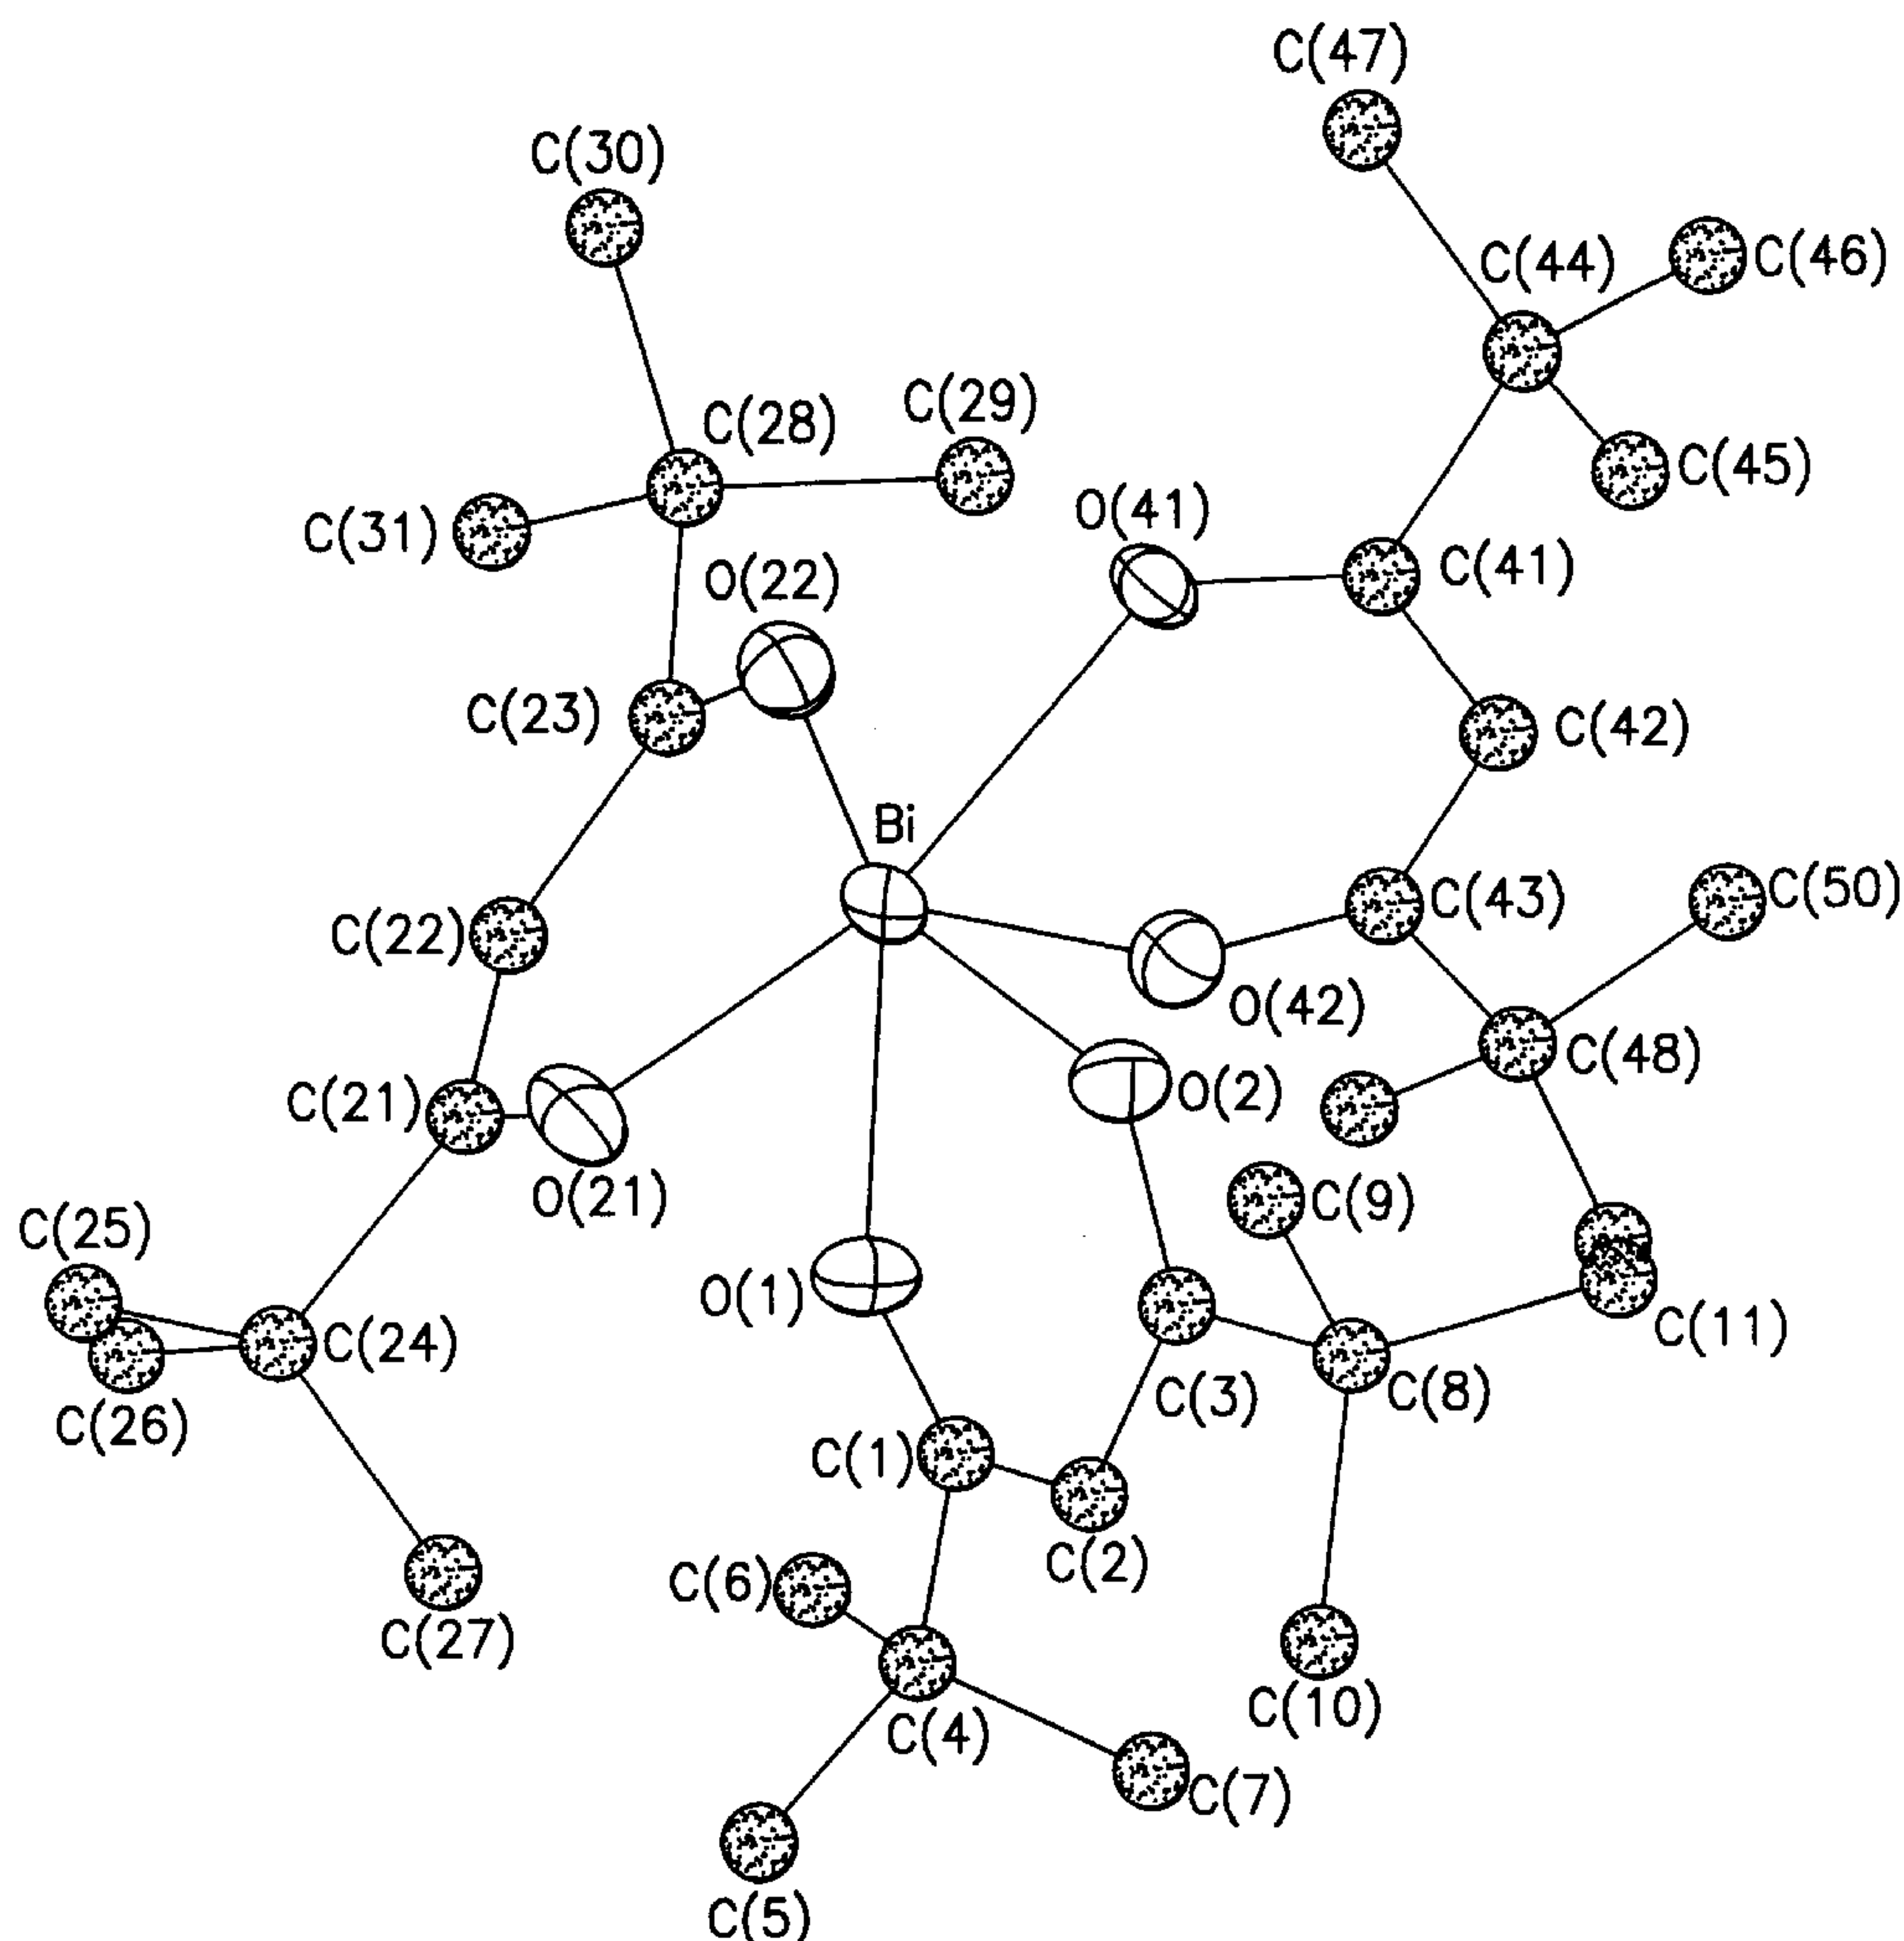 C(47)
C(30)
C(44)
C(46)
C(28)
C(29)
C(45)
O(41)
C(31)
O(22)
C(41)
C(23)
C(42)
Bi
C(50)
C(43)
C(22)
O(42)
C(48)
O(2)
C(21)
O(21)
C(9)
C(25)
O(1)
C(11)
C(24)
C(3)
C(8)
C(26)
C(1)
C(2)
C(6)
C(27)
C(10)
C(4)
C(7)
C(5)